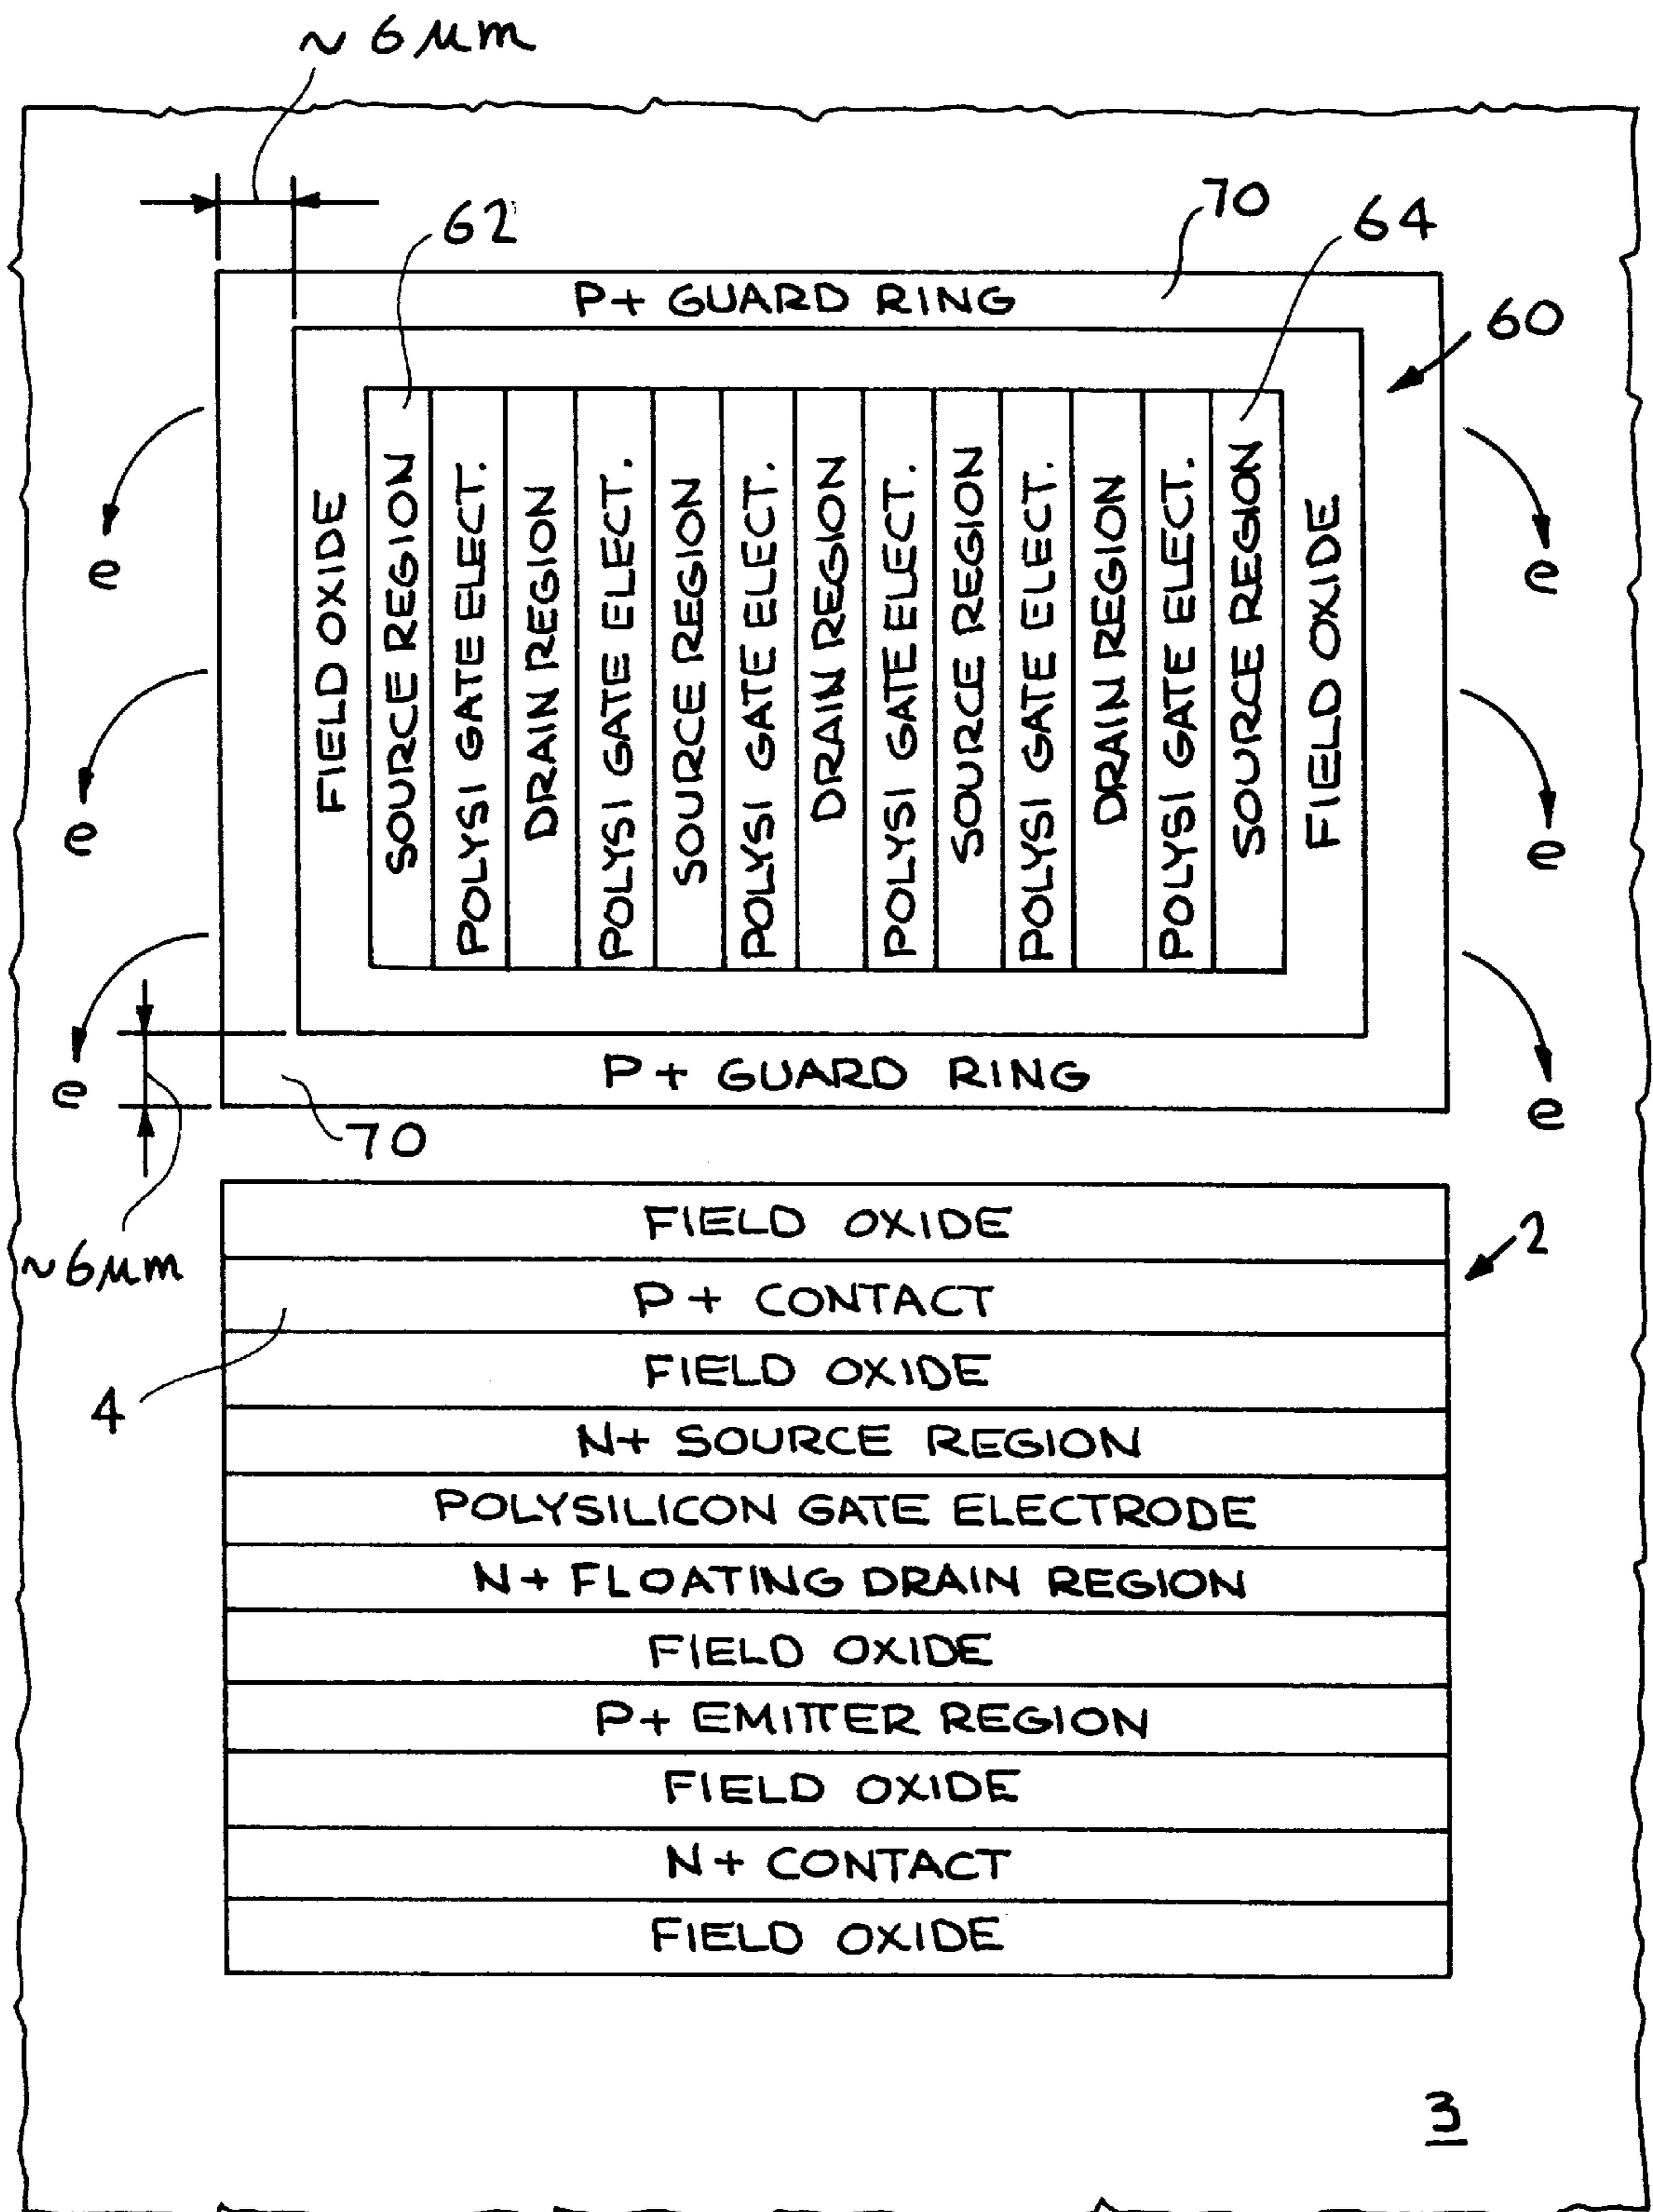 ~ 6 μm
62
70
64
P+ GUARD RING
60
FIELD OXIDE
SOURCE REGION
POLYSI GATE ELECT.
DRAIN REGION
POLYSI GATE ELECT.
SOURCE REGION
POLYSI GATE ELECT.
DRAIN REGION
POLYSI GATE ELECT.
SOURCE REGION
POLYSI GATE ELECT.
DRAIN REGION
POLYSI GATE ELECT.
SOURCE REGION
FIELD OXIDE
e
e
e
e
e
e
P+ GUARD RING
70
~6μm
FIELD OXIDE
2
P+ CONTACT
4
FIELD OXIDE
N+ SOURCE REGION
POLYSILICON GATE ELECTRODE
N+ FLOATING DRAIN REGION
FIELD OXIDE
P+ EMITTER REGION
FIELD OXIDE
N+ CONTACT
FIELD OXIDE
3